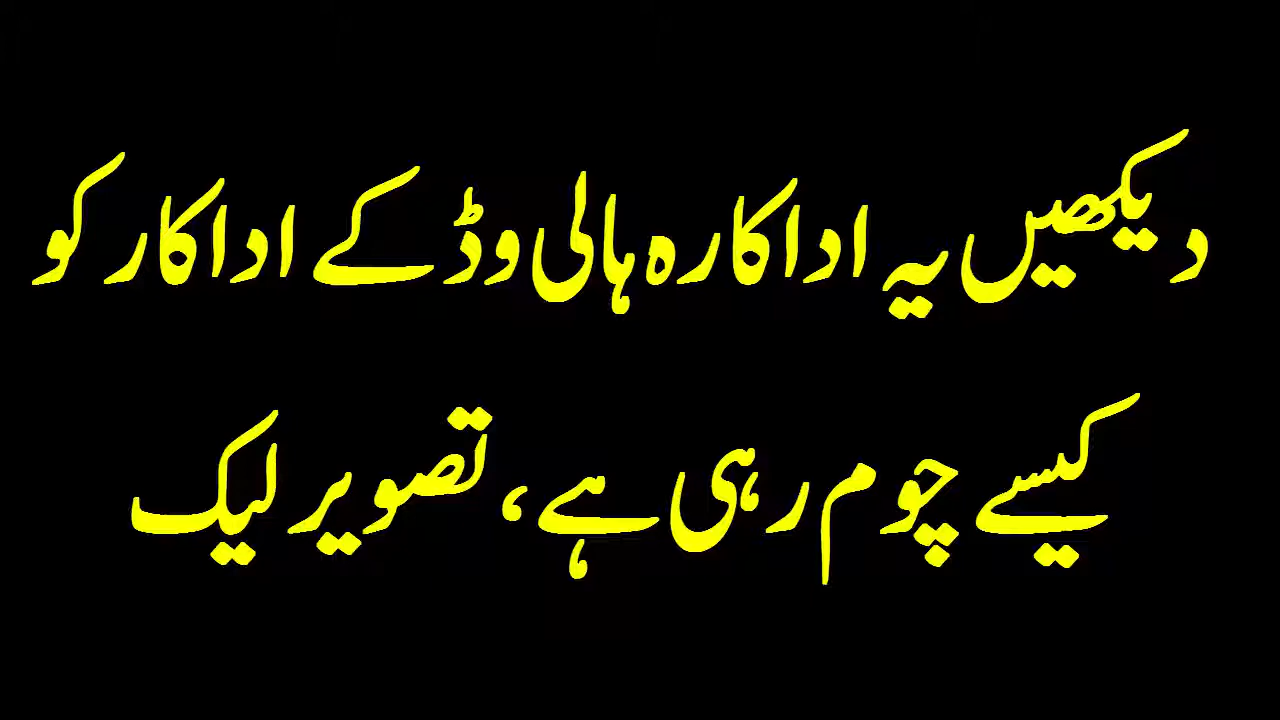 دیکھیں یہ اداکارہ ہالی وڈ کے اداکار کو
کیسے چوم رہی ہے، تصویر لیک